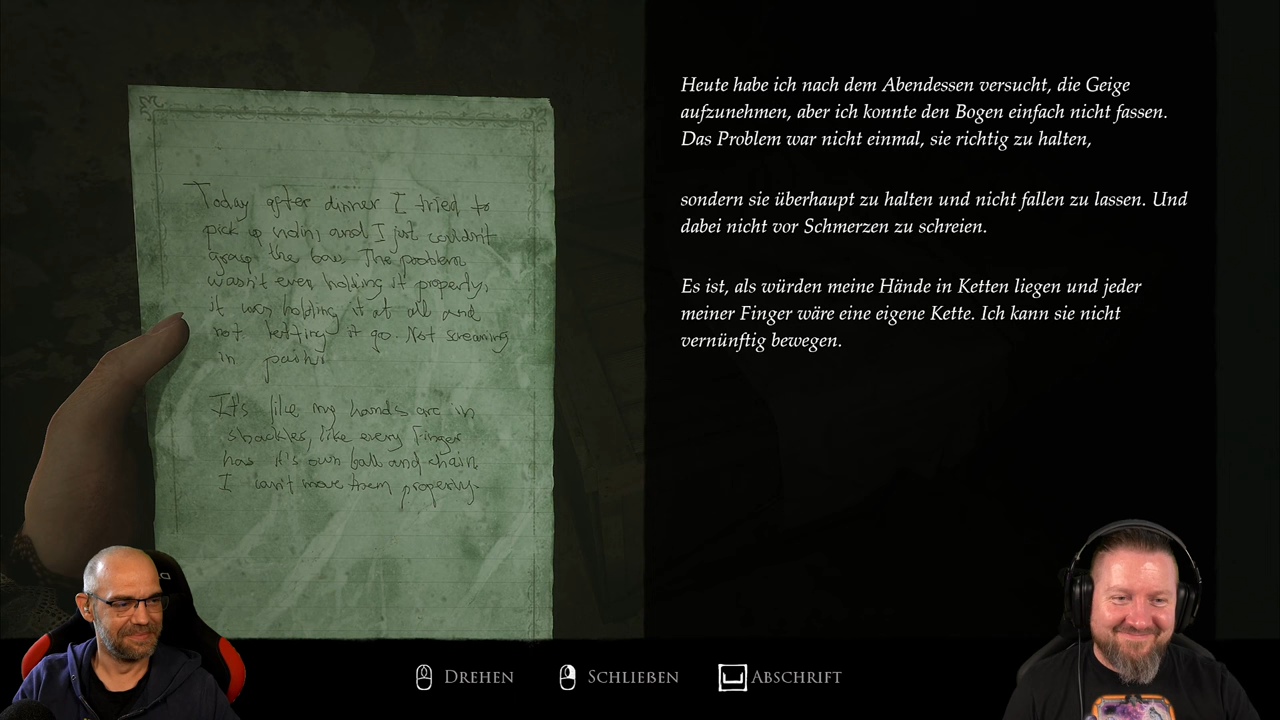 Today after dinner I tried to
pick up violin, and I just couldn't
grasp the bow. The problem
wasn't even holding it properly,
it was holding it at all and
not letting it go. Not screaming
in
It's like my hands are in
shackles, like every finger
has it's own ball and chain.
I can't move them properly.
Heute habe ich nach dem Abendessen versucht, die Geige
aufzunehmen, aber ich konnte den Bogen einfach nicht fassen.
Das Problem war nicht einmal, sie richtig zu halten,
sondern sie überhaupt zu halten und nicht fallen zu lassen. Und
dabei nicht vor Schmerzen zu schreien.
Es ist, als würden meine Hände in Ketten liegen und jeder
meiner Finger wäre eine eigene Kette. Ich kann sie nicht
vernünftig bewegen.
DREHEN SCHLIEẞEN ABSCHRIFT